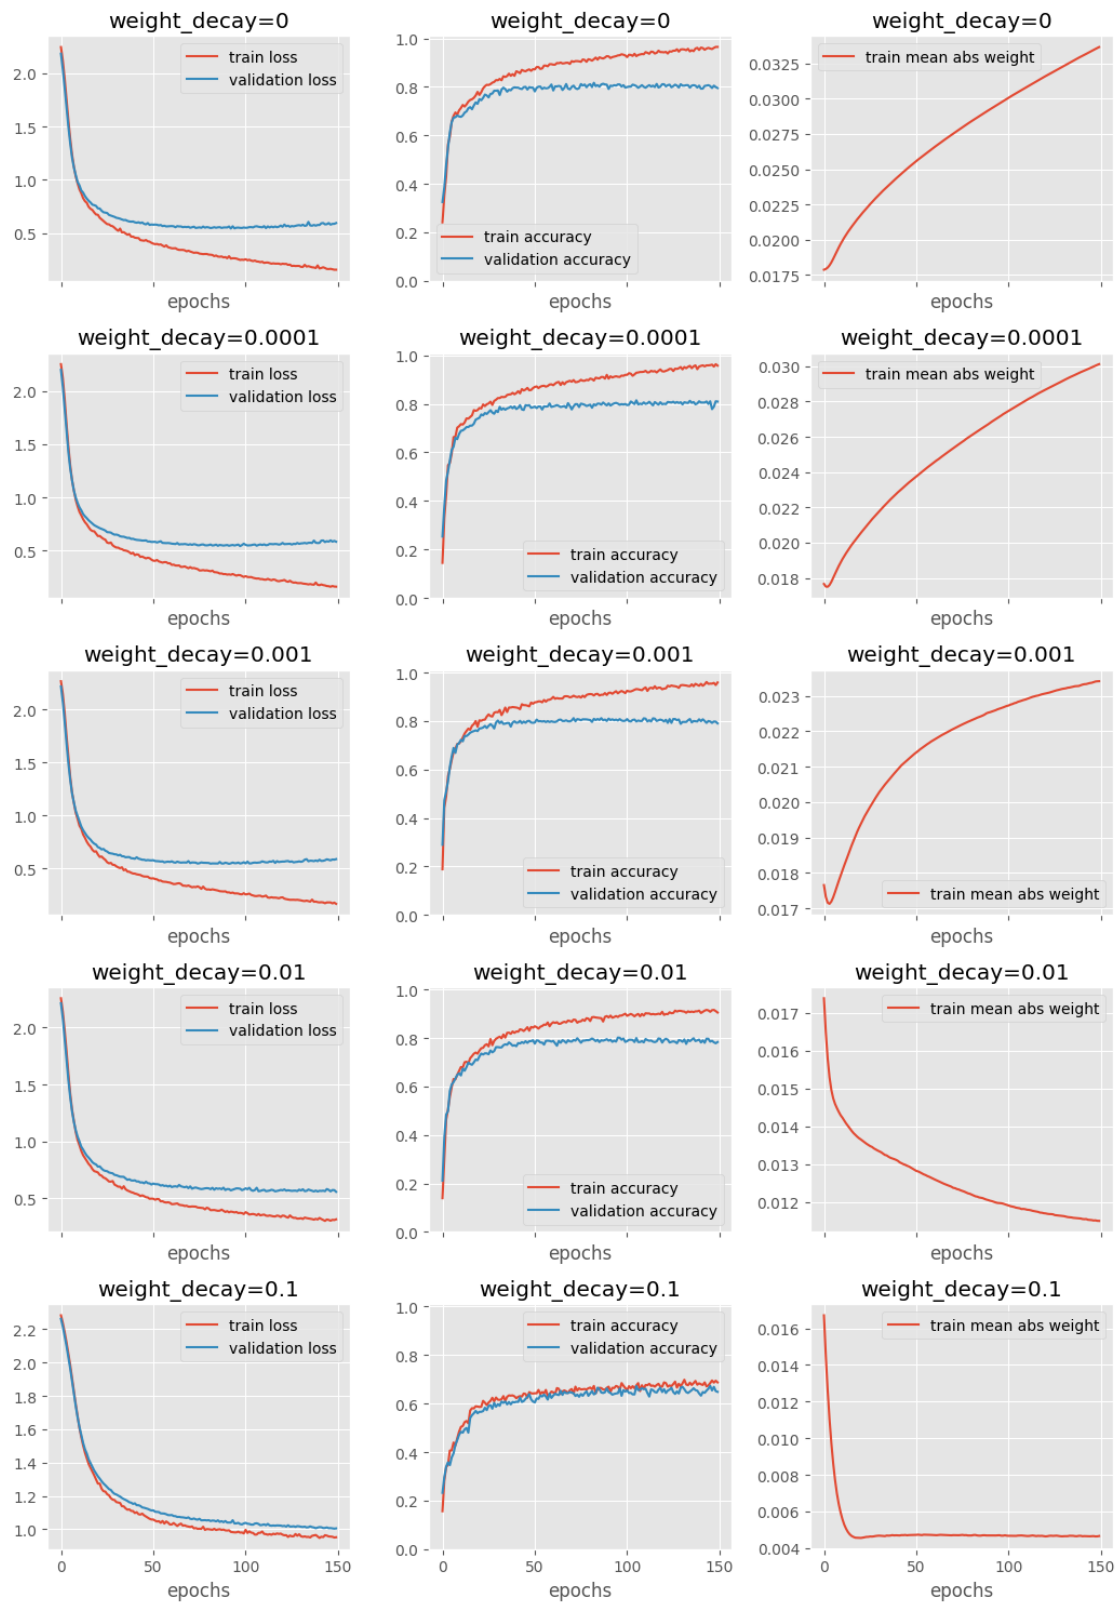 weight_decay=0
train loss
validation loss
2.0
1.5
1.0
0.5
epochs
weight_decay=0
1.0
0.8
0.6
0.4
0.2
0.0
train accuracy
validation accuracy
epochs
weight_decay=0
train mean abs weight
0.0325
0.0300
0.0275
0.0250
0.0225
0.0200
0.0175
epochs
weight_decay=0.0001
train loss
validation loss
2.0
1.5
1.0
0.5
epochs
weight_decay=0.0001
1.0
0.8
0.6
0.4
0.2
0.0
train accuracy
validation accuracy
epochs
weight_decay=0.0001
0.030
train mean abs weight
0.028
0.026
0.024
0.022
0.020
0.018
epochs
weight_decay=0.001
train loss
validation loss
2.0
1.5
1.0
0.5
epochs
weight_decay=0.001
1.0
0.8
0.6
0.4
0.2
0.0
train accuracy
validation accuracy
epochs
weight_decay=0.001
0.023
0.022
0.021
0.020
0.019
0.018
0.017
train mean abs weight
epochs
weight_decay=0.01
train loss
validation loss
2.0
1.5
1.0
0.5
epochs
weight_decay=0.01
1.0
0.8
0.6
0.4
0.2
0.0
train accuracy
validation accuracy
epochs
weight_decay=0.01
train mean abs weight
0.017
0.016
0.015
0.014
0.013
0.012
epochs
weight_decay=0.1
train loss
validation loss
2.2
2.0
1.8
1.6
1.4
1.2
1.0
0
50
100
150
epochs
weight_decay=0.1
1.0
0.8
0.6
0.4
0.2
0.0
train accuracy
validation accuracy
0
50
100
150
epochs
weight_decay=0.1
train mean abs weight
0.016
0.014
0.012
0.010
0.008
0.006
0.004
0
50
100
150
epochs